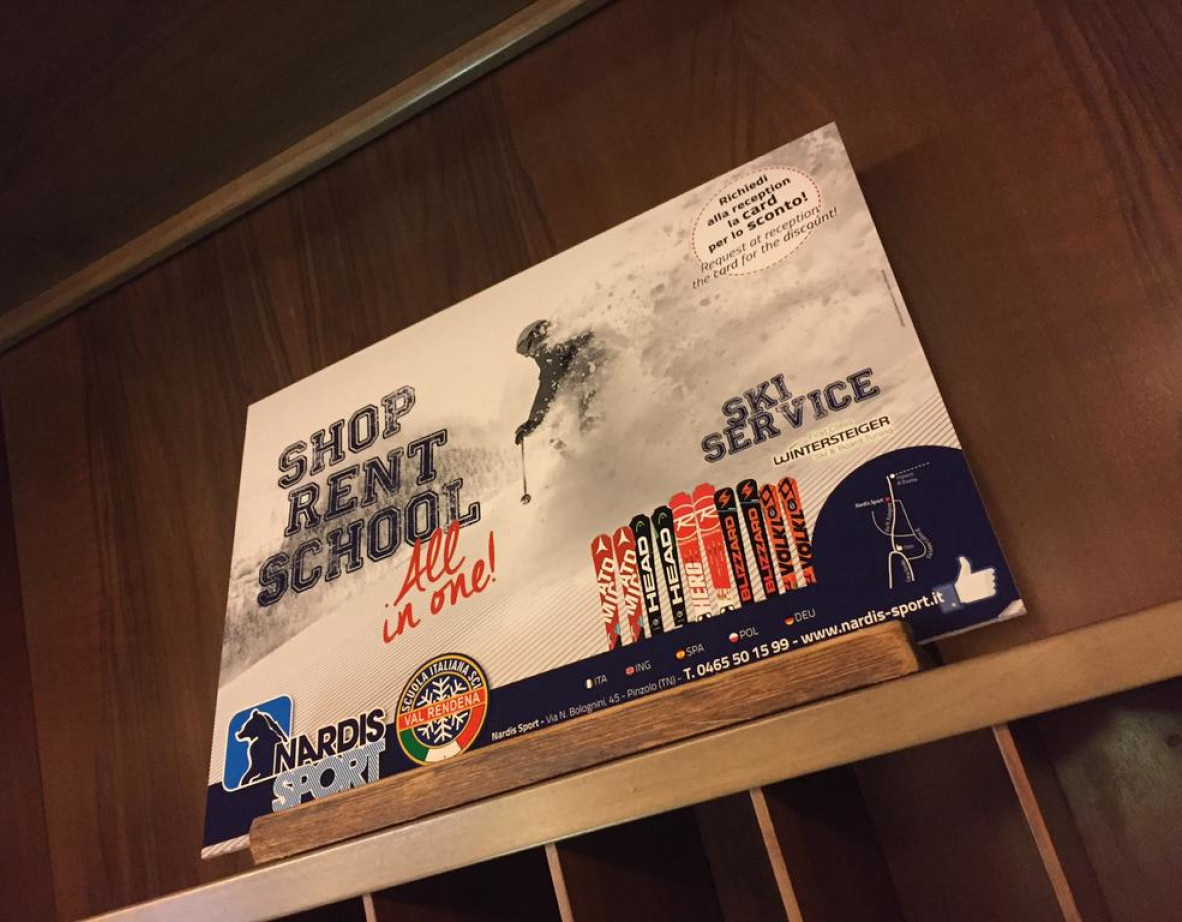 Richiedi
alla reception
la card
per lo sconto!
Request at reception
the card for the discount!
SHOP
RENT
SCHOOL
All
in one!
SKI
SERVICE
WINTERSTEIGER
HEAD
HEAD
HERO
BLIZZARD
BLIZZARD
VOLKL
VOLKL
Nardis Sport
ITA
ING
SPA
POL
DEU
Nardis Sport - Via N. Bolognini, 45 - Pinzolo (TN) - T. 0465 50 15 99 - www.nardis-sport.it
SCUOLA ITALIANA SCI
VAL RENDENA
NARDIS
SPORT